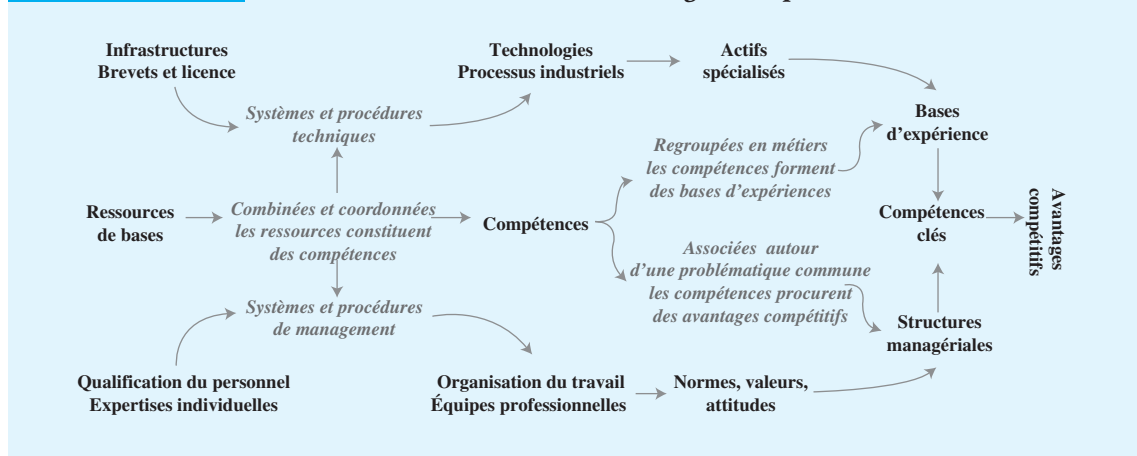 Infrastructures
Brevets et licence
Technologies
Processus industriels
Actifs
spécialisés
Systèmes et procédures
techniques
Bases
d'expérience
Regroupées en métiers
les compétences forment
des bases d'expériences
Ressources
de bases
Combinées et coordonnées
les ressources constituent
des compétences
Compétences
Compétences
clés
Avantages
compétitifs
Associées autour
d'une problématique commune
les compétences procurent
des avantages compétitifs
Systèmes et procédures
de management
Structures
managériales
Qualification du personnel
Expertises individuelles
Organisation du travail
Équipes professionnelles
Normes, valeurs,
attitudes